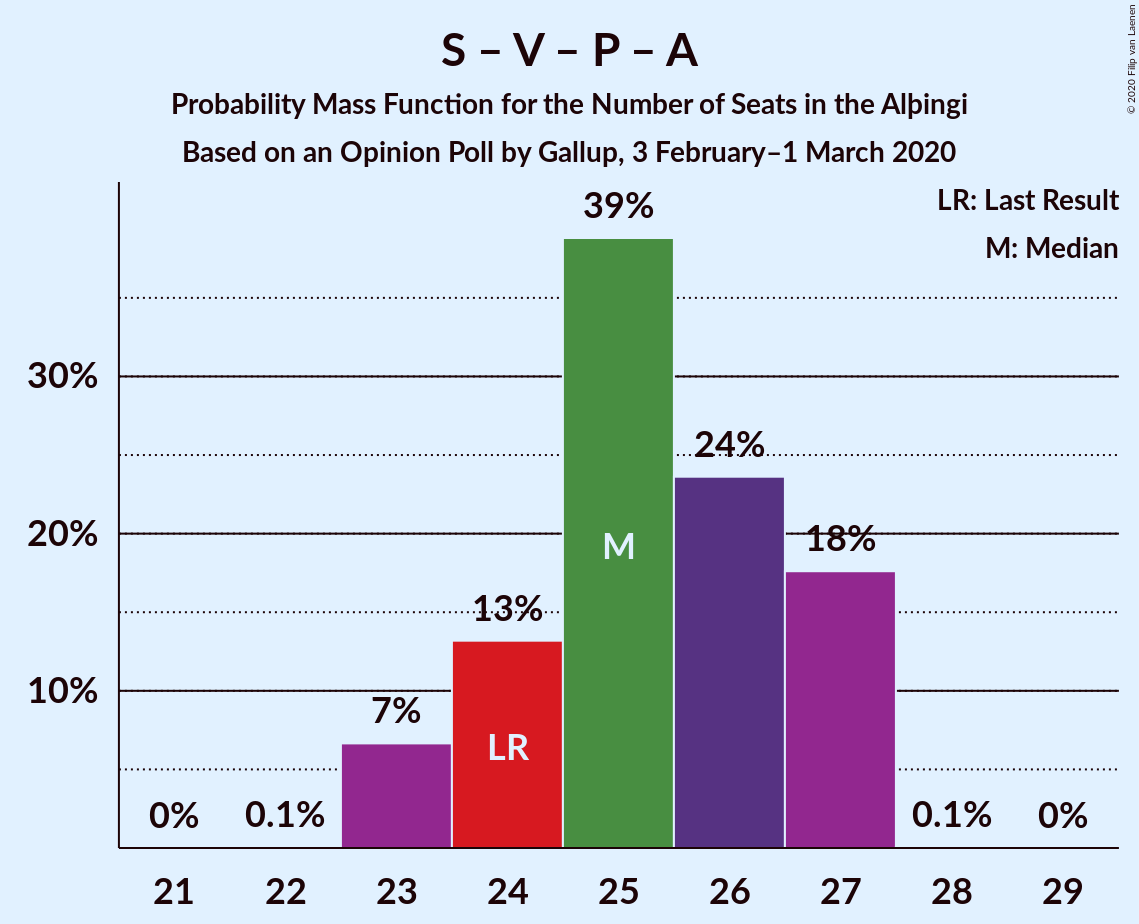 S – V – P – A
Probability Mass Function for the Number of Seats in the Alþingi
Based on an Opinion Poll by Gallup, 3 February–1 March 2020
© 2020 Filip van Laenen
LR: Last Result
M: Median
39%
30%
24%
20%
18%
M
13%
10%
7%
LR
0%
0.1%
0.1%
0%
21 22 23 24 25 26 27 28 29